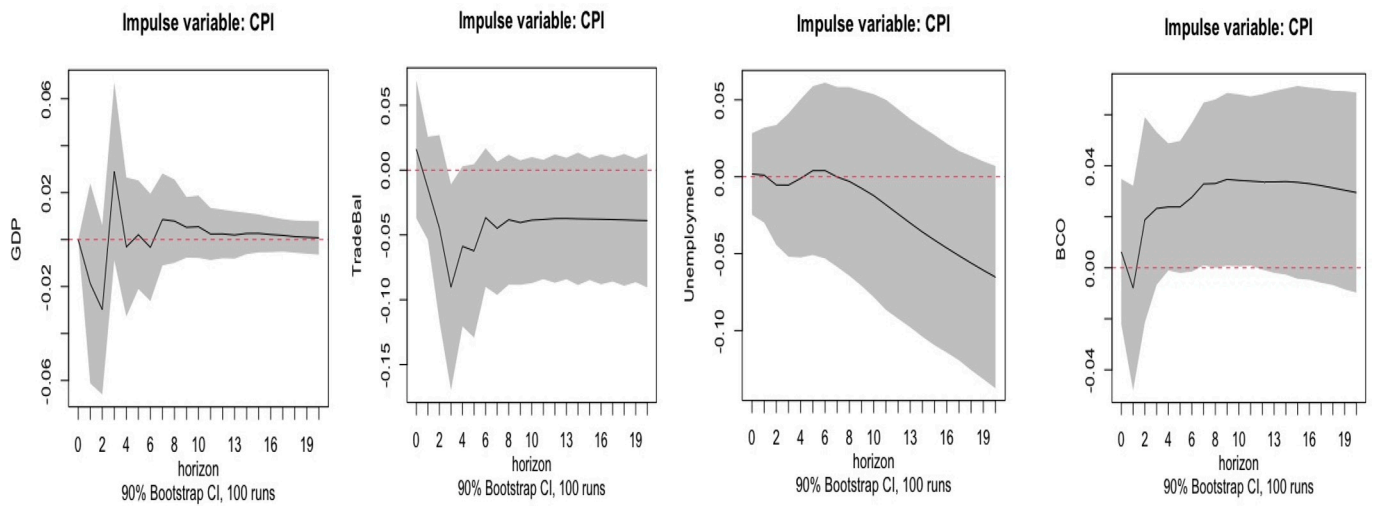 Impulse variable: CPI
GDP
0.06
0.02
-0.02
-0.06
0 2 4 6 8 10 13 16 19
horizon
90% Bootstrap CI, 100 runs
Impulse variable: CPI
TradeBal
0.05
0.00
-0.05
-0.10
-0.15
0 2 4 6 8 10 13 16 19
horizon
90% Bootstrap CI, 100 runs
Impulse variable: CPI
Unemployment
0.05
0.00
-0.05
-0.10
0 2 4 6 8 10 13 16 19
horizon
90% Bootstrap CI, 100 runs
Impulse variable: CPI
BCO
0.04
0.00
-0.04
0 2 4 6 8 10 13 16 19
horizon
90% Bootstrap CI, 100 runs